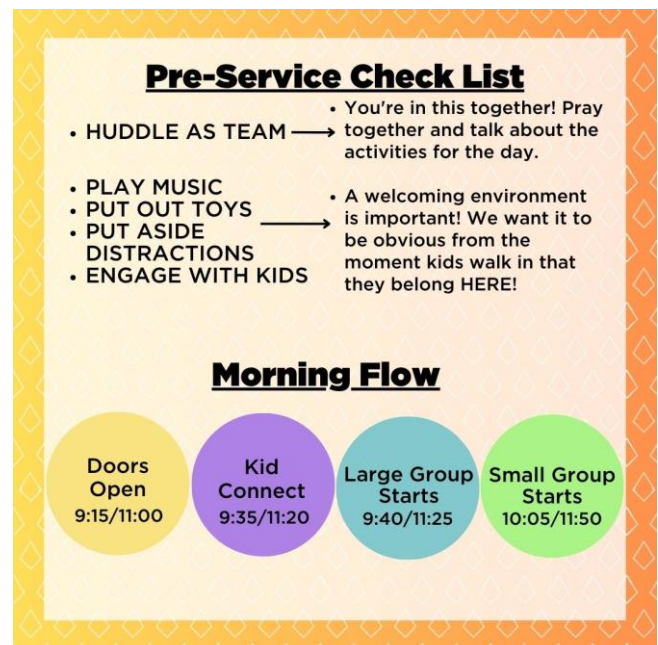 Pre-Service Check List
• HUDDLE AS TEAM
• You're in this together! Pray
together and talk about the
activities for the day.
• PLAY MUSIC
• PUT OUT TOYS
• PUT ASIDE
DISTRACTIONS
• ENGAGE WITH KIDS
• A welcoming environment
is important! We want it to
be obvious from the
moment kids walk in that
they belong HERE!
Morning Flow
Doors
Open
9:15/11:00
Kid
Connect
9:35/11:20
Large Group
Starts
9:40/11:25
Small Group
Starts
10:05/11:50